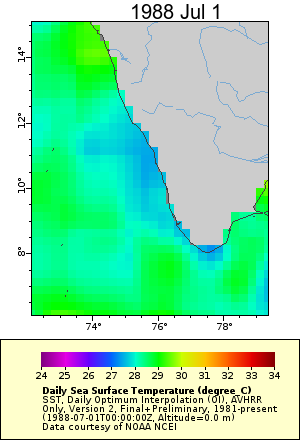 1988 Jul 1
14°
12°
10°
8°
74° 76° 78°
24 25 26 27 28 29 30 31 32 33 34
Daily Sea Surface Temperature (degree_C)
SST, Daily Optimum Interpolation (OI), AVHRR
Only, Version 2, Final+Preliminary, 1981-present
(1988-07-01T00:00:00Z, Altitude=0.0 m)
Data courtesy of NOAA NCEI